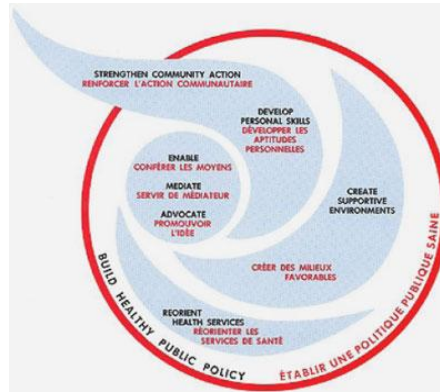 STRENGTHEN COMMUNITY ACTION
RENFORCER L'ACTION COMMUNAUTAIRE
DEVELOP
PERSONAL SKILLS
DÉVELOPPER LES
APTITUDES
PERSONNELLES
ENABLE
CONFÉRER LES MOYENS
MEDIATE
SERVIR DE MÉDIATEUR
ADVOCATE
PROMOUVOIR
L'IDÉE
CREATE
SUPPORTIVE
ENVIRONMENTS
CRÉER DES MILIEUX
FAVORABLES
REORIENT
HEALTH SERVICES
RÉORIENTER LES
SERVICES DE SANTÉ
BUILD HEALTHY PUBLIC POLICY
ÉTABLIR UNE POLITIQUE PUBLIQUE SAINE